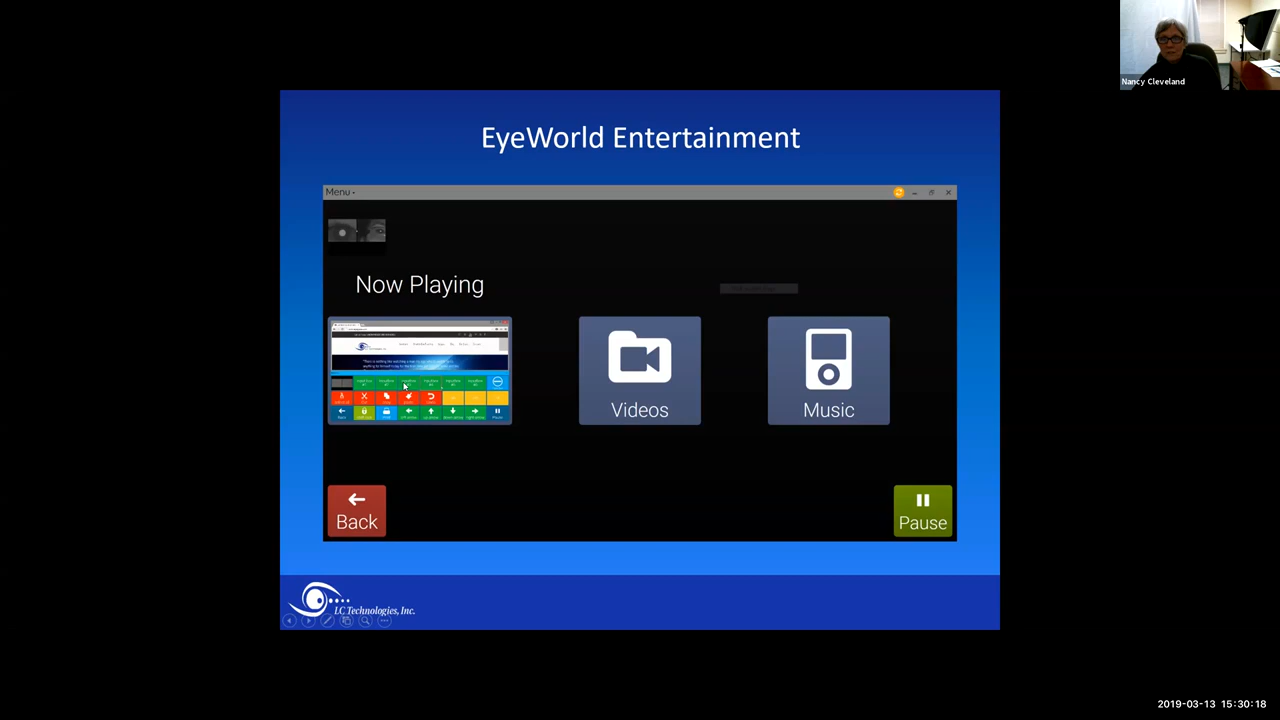 Nancy Cleveland
EyeWorld Entertainment
Menu
Now Playing
Videos
Music
Back
Pause
LC Technologies, Inc.
2019-03-13 15:30:18